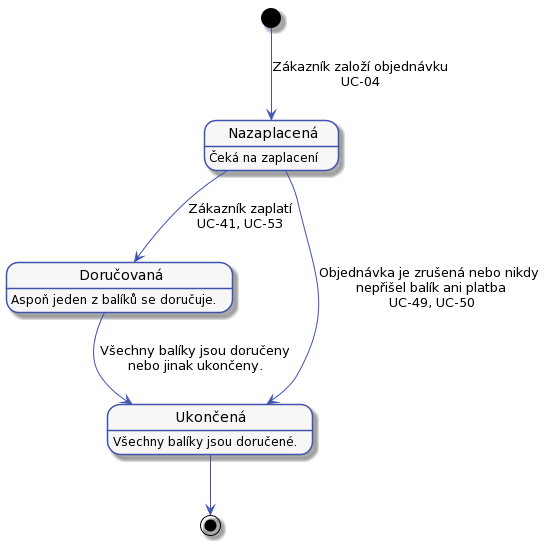 Zákazník založí objednávku
UC-04
Nazaplacená
Čeká na zaplacení
Zákazník zaplatí
UC-41, UC-53
Objednávka je zrušená nebo nikdy
nepřišel balík ani platba
UC-49, UC-50
Doručovaná
Aspoň jeden z balíků se doručuje.
Všechny balíky jsou doručeny
nebo jinak ukončeny.
Ukončená
Všechny balíky jsou doručené.